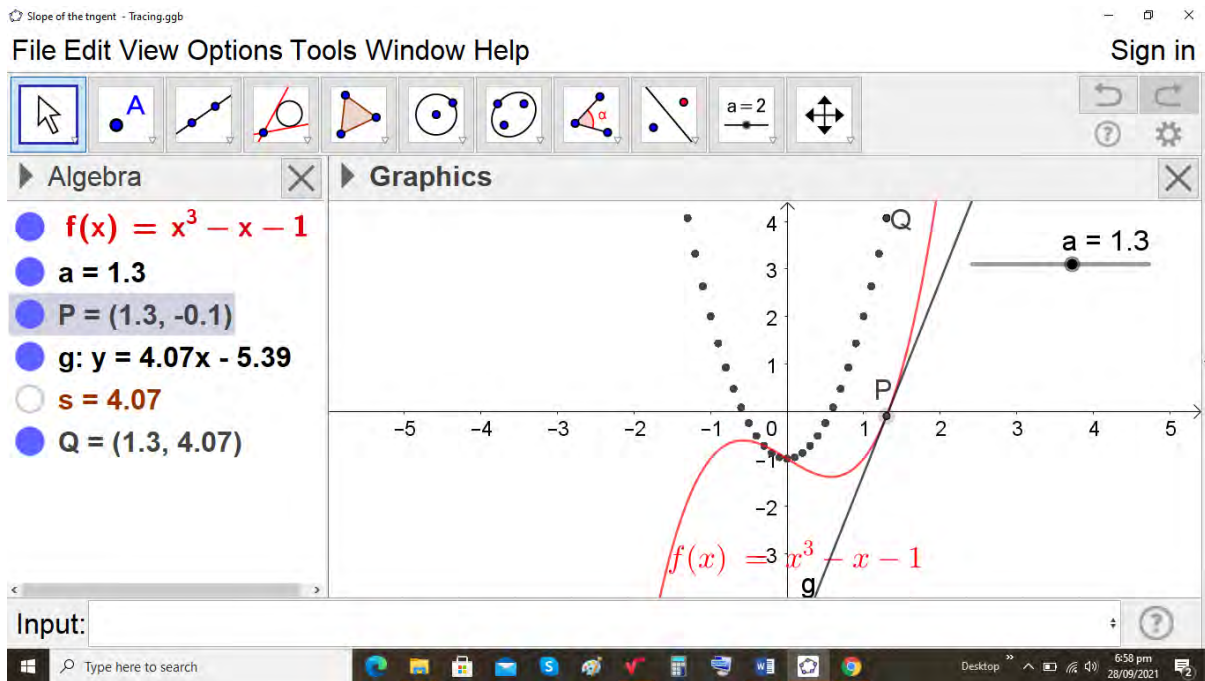 Slope of the tngent - Tracing.ggb
File Edit View Options Tools Window Help
Sign in
A
α
a = 2
Algebra
Graphics
f(x) = x³ − x − 1
a = 1.3
P = (1.3, -0.1)
g: y = 4.07x - 5.39
s = 4.07
Q = (1.3, 4.07)
Q
a = 1.3
P
g
4
3
2
1
−5 −4 −3 −2 −1 0 1 2 3 4 5
−1
−2
−3
f(x) = x³ − x − 1
Input:
Type here to search
Desktop
6:58 pm
28/09/2021
2